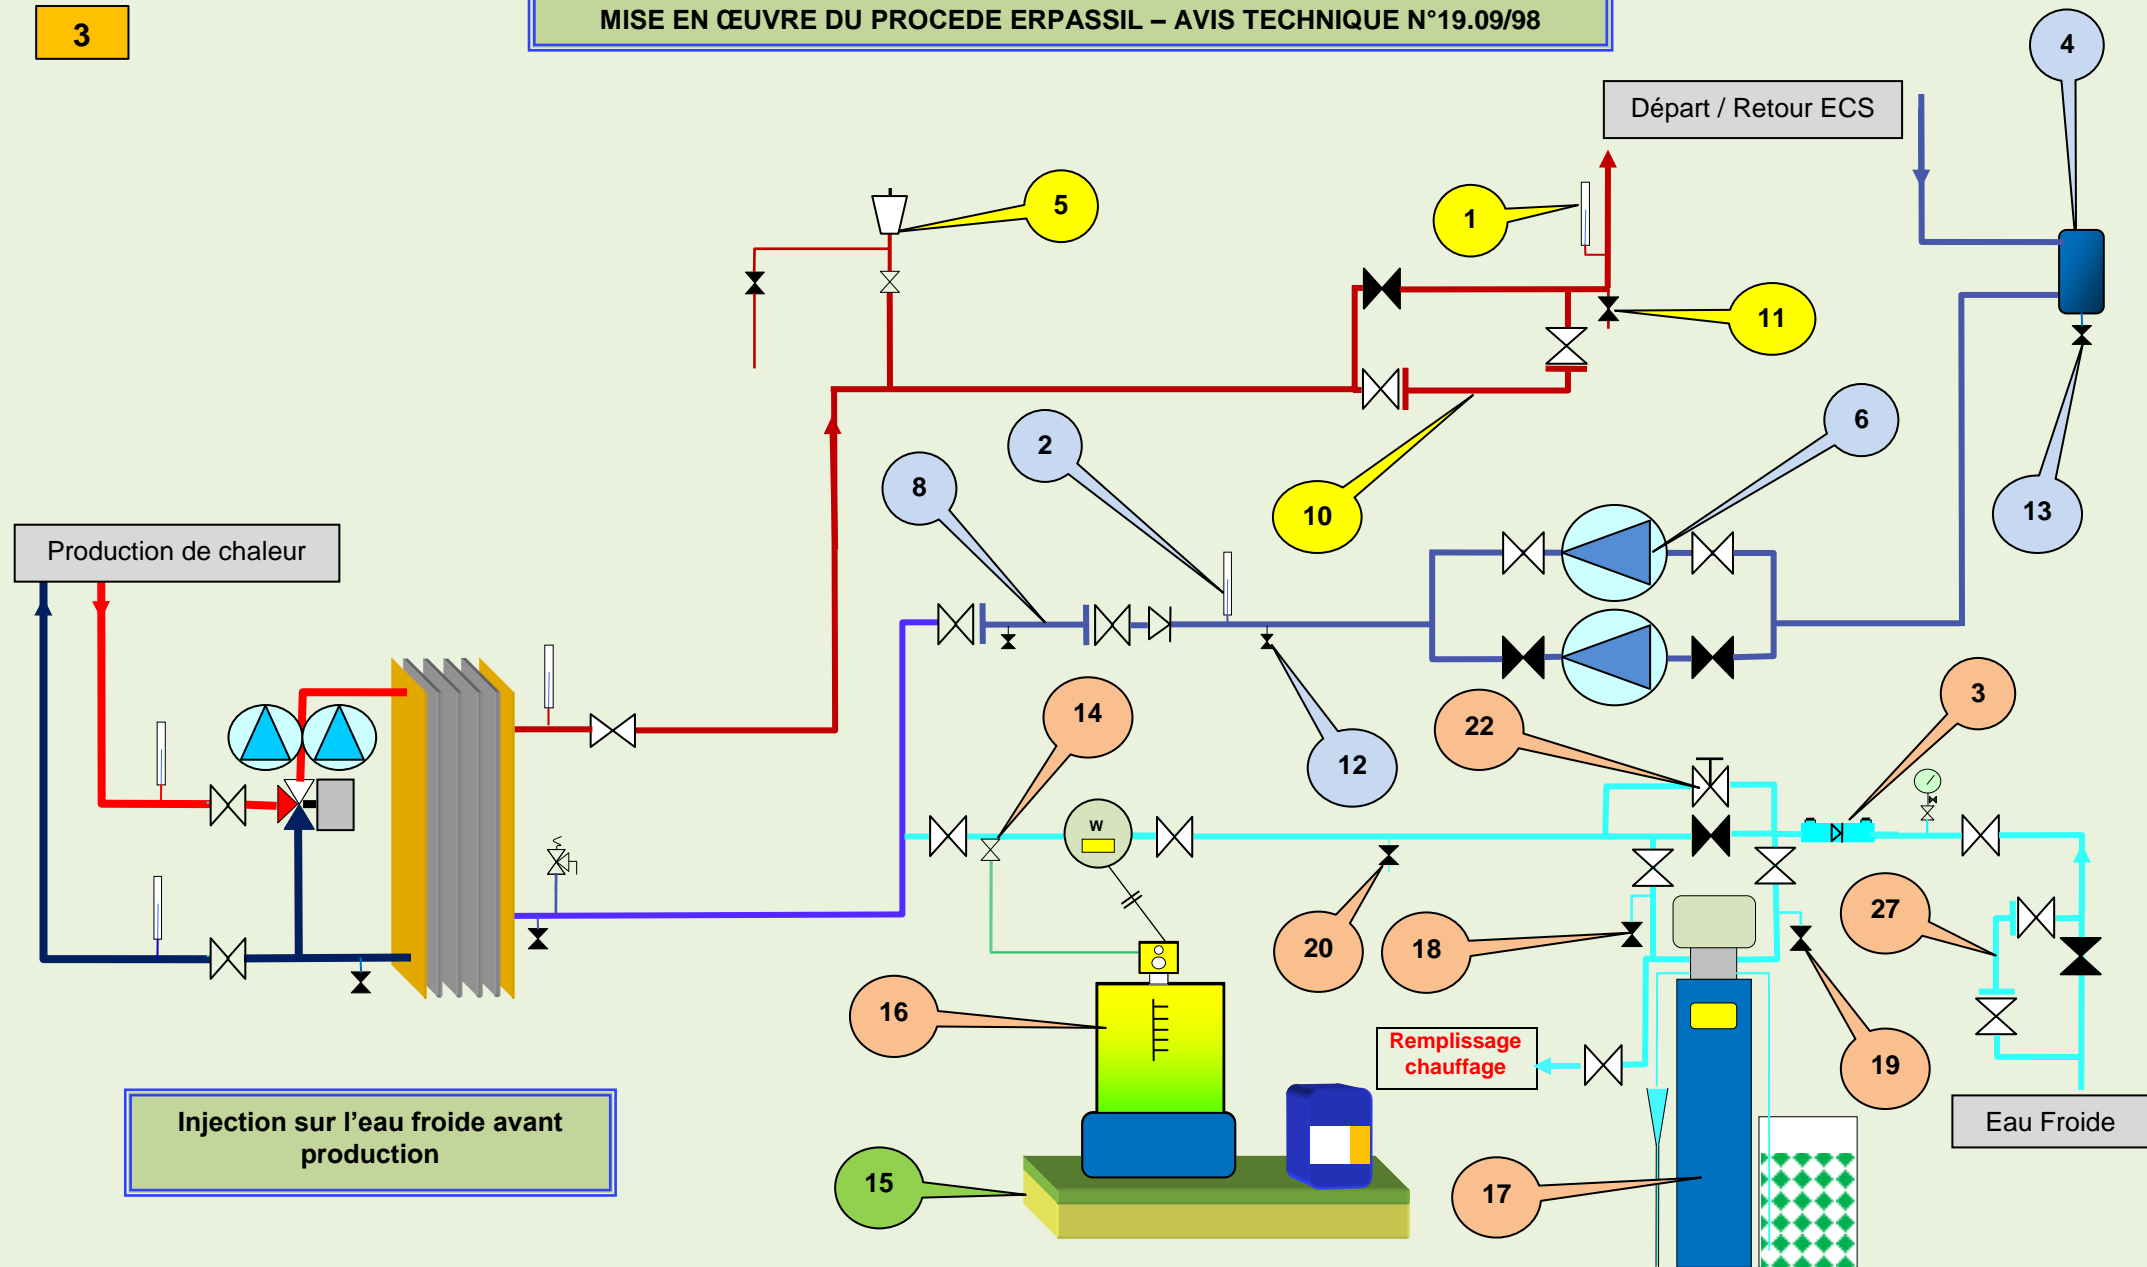 3
MISE EN ŒUVRE DU PROCEDE ERPASSIL – AVIS TECHNIQUE N°19.09/98
4
Départ / Retour ECS
5
1
11
2
6
8
10
13
Production de chaleur
14
22
3
12
W
27
20
18
16
Remplissage
chauffage
19
Injection sur l’eau froide avant
production
Eau Froide
15
17